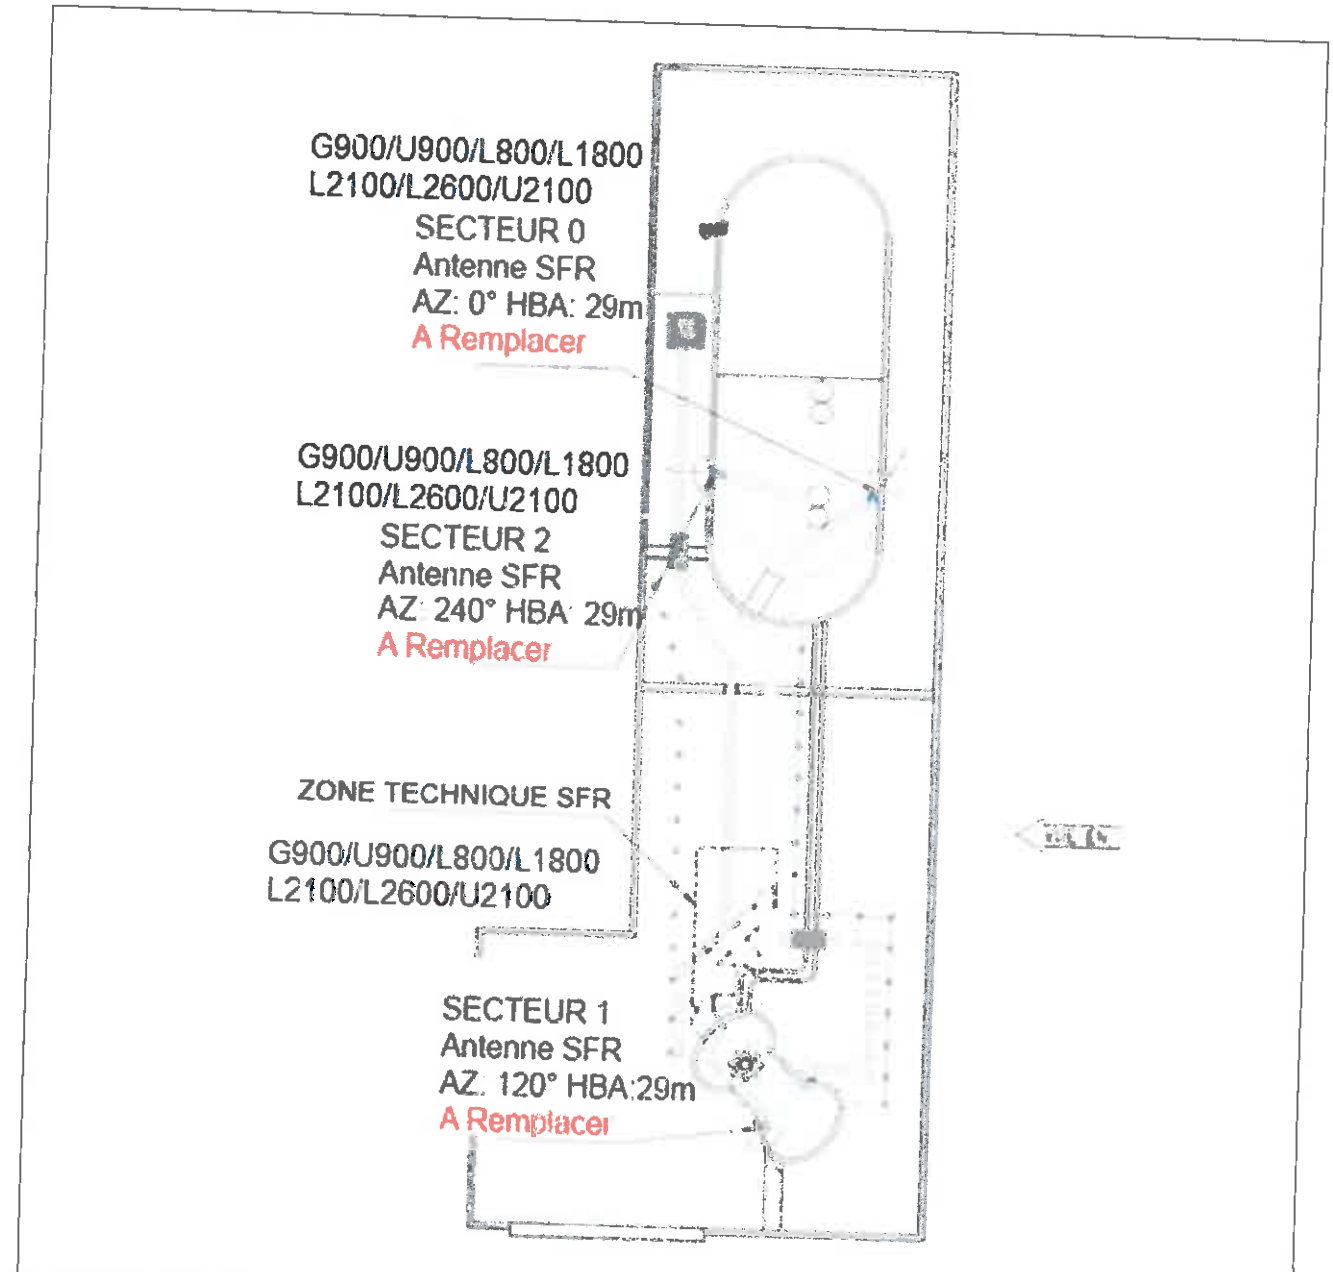 G900/U900/L800/L1800
L2100/L2600/U2100
SECTEUR 0
Antenne SFR
AZ: 0° HBA: 29m
A Remplacer
G900/U900/L800/L1800
L2100/L2600/U2100
SECTEUR 2
Antenne SFR
AZ: 240° HBA: 29m
A Remplacer
ZONE TECHNIQUE SFR
G900/U900/L800/L1800
L2100/L2600/U2100
SECTEUR 1
Antenne SFR
AZ: 120° HBA:29m
A Remplacer